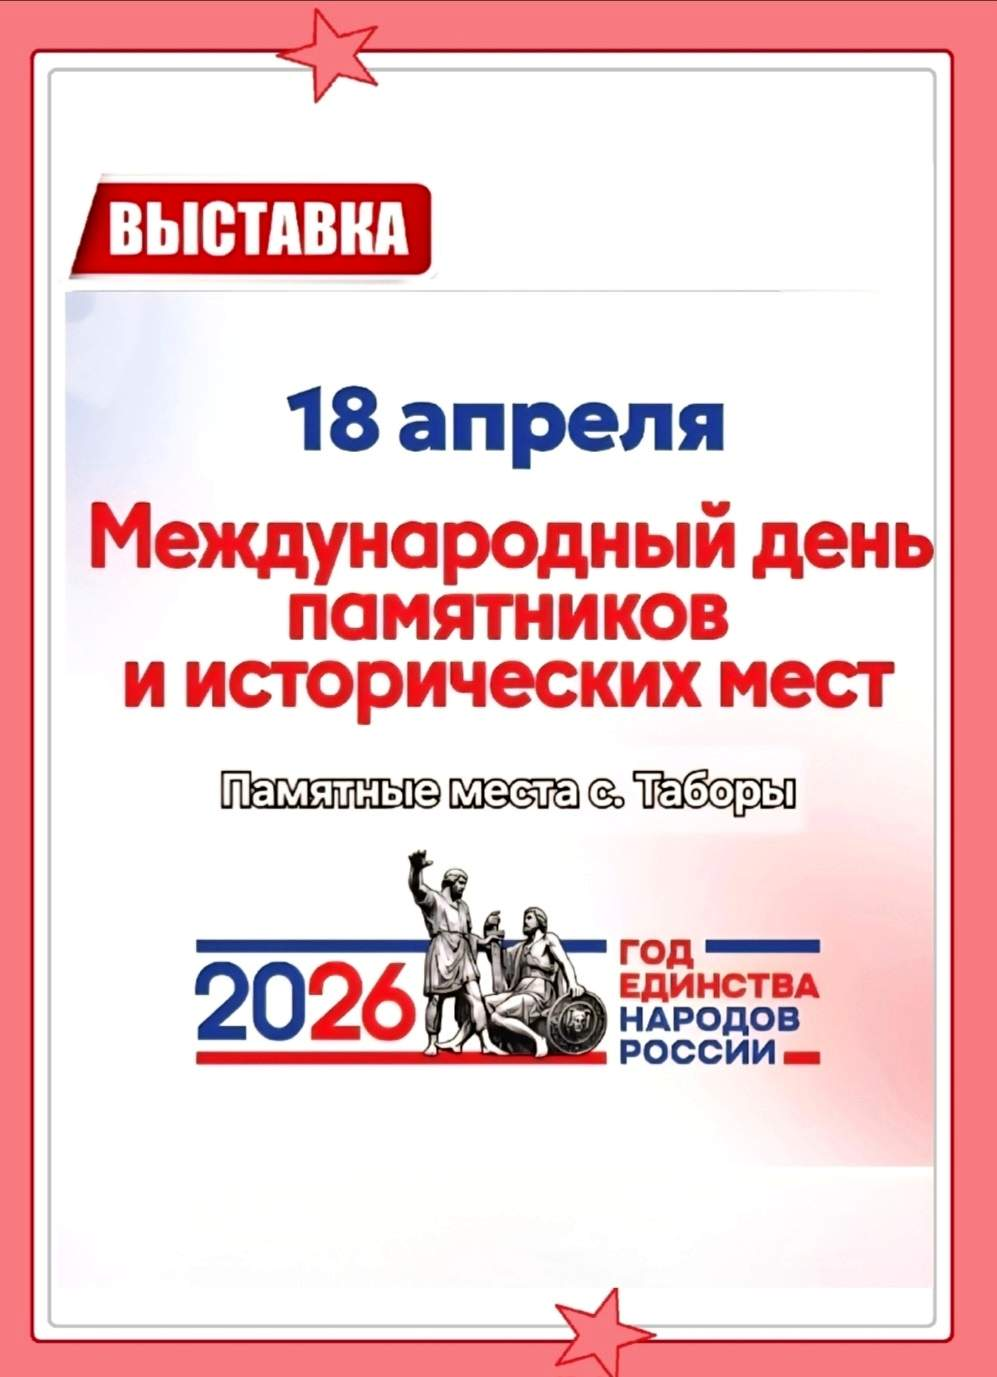 ВЫСТАВКА
18 апреля
Международный день
памятников
и исторических мест
Памятные места с. Таборы
2026
ГОД
ЕДИНСТВА
НАРОДОВ
РОССИИ